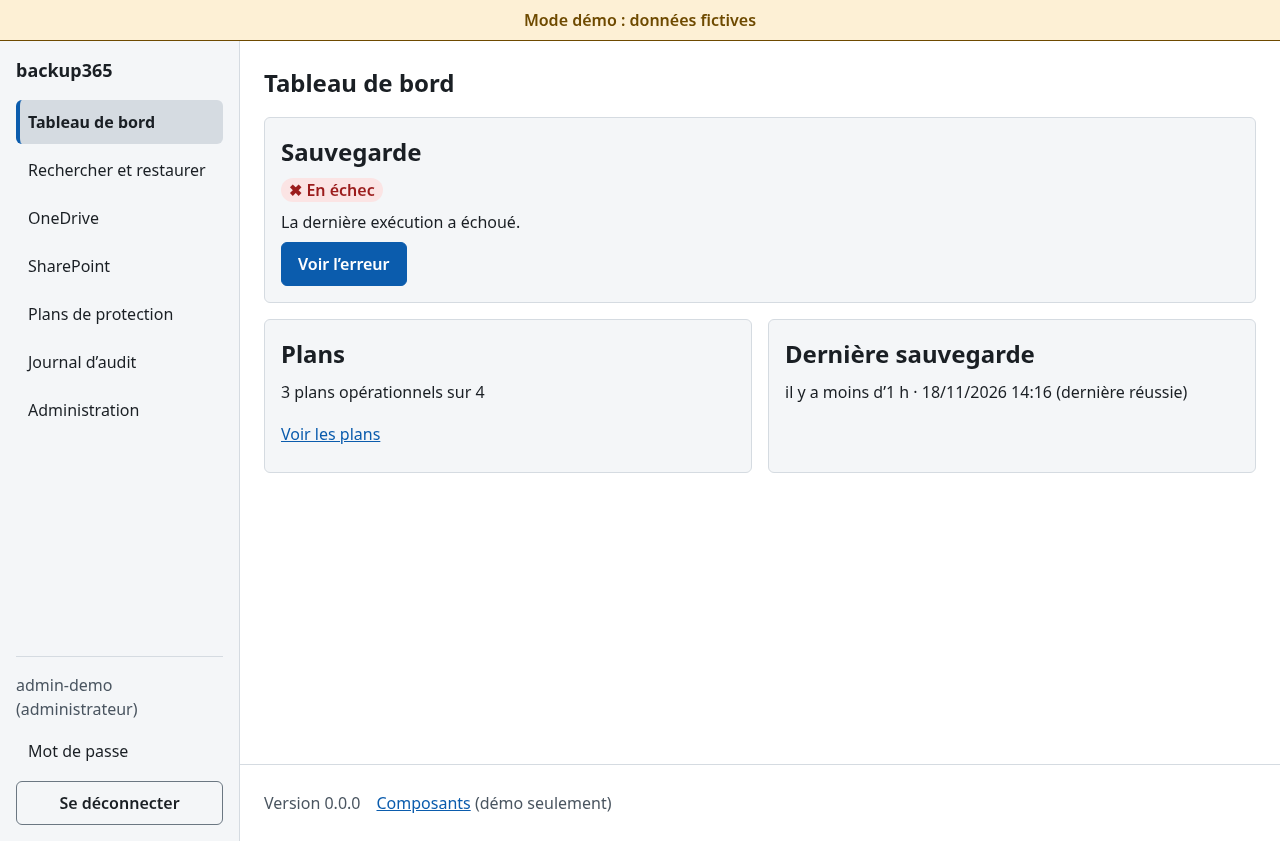 Mode démo : données fictives
backup365
Tableau de bord
Rechercher et restaurer
OneDrive
SharePoint
Plans de protection
Journal d’audit
Administration
admin-demo
(administrateur)
Mot de passe
Se déconnecter
Tableau de bord
Sauvegarde
✖ En échec
La dernière exécution a échoué.
Voir l’erreur
Plans
3 plans opérationnels sur 4
Voir les plans
Dernière sauvegarde
il y a moins d’1 h · 18/11/2026 14:16 (dernière réussie)
Version 0.0.0 Composants (démo seulement)